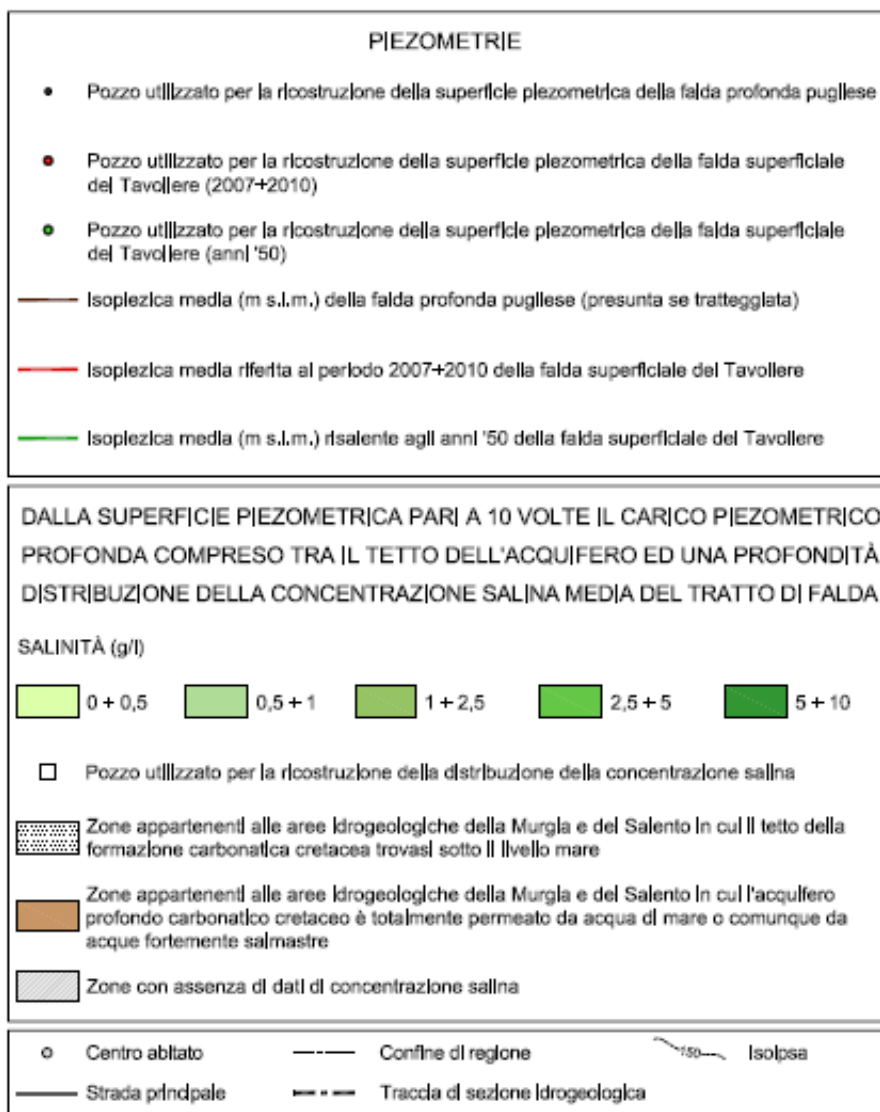 PIEZOMETRIE
Pozzo utilizzato per la ricostruzione della superficie piezometrica della falda profonda pugliese
Pozzo utilizzato per la ricostruzione della superficie piezometrica della falda superficiale
del Tavoliere (2007÷2010)
Pozzo utilizzato per la ricostruzione della superficie piezometrica della falda superficiale
del Tavoliere (anni '50)
Isopiezica media (m s.l.m.) della falda profonda pugliese (presunta se tratteggiata)
Isopiezica media riferita al periodo 2007÷2010 della falda superficiale del Tavoliere
Isopiezica media (m s.l.m.) risalente agli anni '50 della falda superficiale del Tavoliere
DALLA SUPERFICIE PIEZOMETRICA PARI A 10 VOLTE IL CARICO PIEZOMETRICO
PROFONDA COMPRESO TRA IL TETTO DELL'ACQUIFERO ED UNA PROFONDITÀ
DISTRIBUZIONE DELLA CONCENTRAZIONE SALINA MEDIA DEL TRATTO DI FALDA
SALINITÀ (g/l)
0 ÷ 0,5 0,5 ÷ 1 1 ÷ 2,5 2,5 ÷ 5 5 ÷ 10
Pozzo utilizzato per la ricostruzione della distribuzione della concentrazione salina
Zone appartenenti alle aree idrogeologiche della Murgia e del Salento in cui il tetto della
formazione carbonatica cretacea trovasi sotto il livello mare
Zone appartenenti alle aree idrogeologiche della Murgia e del Salento in cui l'acquifero
profondo carbonatico cretaceo è totalmente permeato da acqua di mare o comunque da
acque fortemente salmastre
Zone con assenza di dati di concentrazione salina
Centro abitato Confine di regione 150 Isoipsa
Strada principale Traccia di sezione idrogeologica